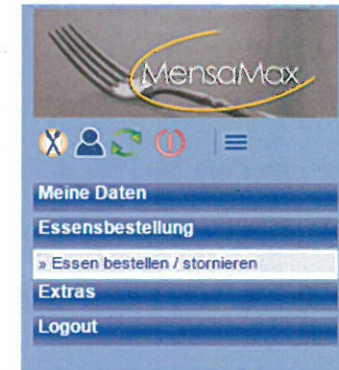 MensaMax
Meine Daten
Essensbestellung
» Essen bestellen / stornieren
Extras
Logout